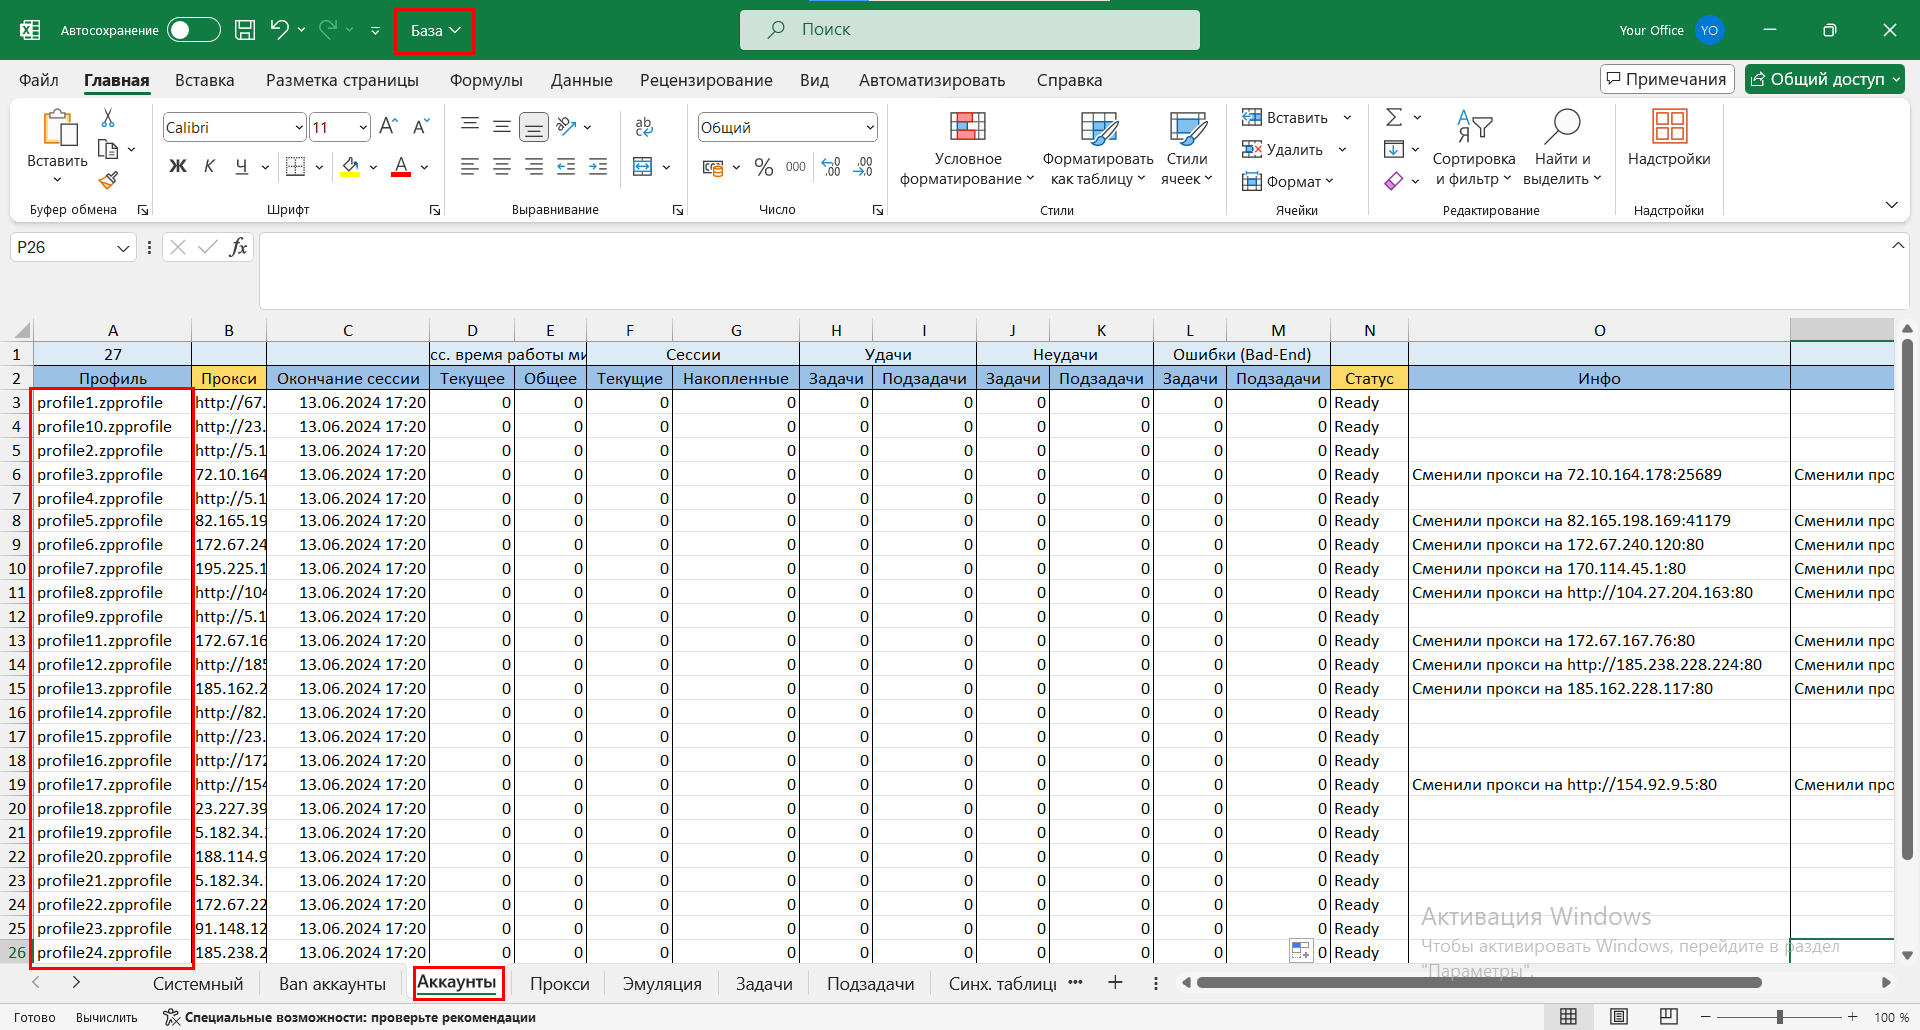 Автосохранение
База
Поиск
Your Office
YO
Файл Главная Вставка Разметка страницы Формулы Данные Рецензирование Вид Автоматизировать Справка
Примечания Общий доступ
Вставить
Буфер обмена
Calibri 11
Ж К Ч
Шрифт
Выравнивание
Общий
% 000
Число
Условное форматирование
Форматировать как таблицу
Стили ячеек
Стили
Вставить
Удалить
Формат
Ячейки
Сортировка и фильтр
Найти и выделить
Редактирование
Надстройки
Надстройки
P26
fx
A B C D E F G H I J K L M N O
1 27 сс. время работы ми Сессии Удачи Неудачи Ошибки (Bad-End)
2 Профиль Прокси Окончание сессии Текущее Общее Текущие Накопленные Задачи Подзадачи Задачи Подзадачи Задачи Подзадачи Статус Инфо
3 profile1.zpprofile http://67. 13.06.2024 17:20 0 0 0 0 0 0 0 0 0 0 Ready
4 profile10.zpprofile http://23. 13.06.2024 17:20 0 0 0 0 0 0 0 0 0 0 Ready
5 profile2.zpprofile http://5.1 13.06.2024 17:20 0 0 0 0 0 0 0 0 0 0 Ready
6 profile3.zpprofile 72.10.164 13.06.2024 17:20 0 0 0 0 0 0 0 0 0 0 Ready Сменили прокси на 72.10.164.178:25689 Сменили про
7 profile4.zpprofile http://5.1 13.06.2024 17:20 0 0 0 0 0 0 0 0 0 0 Ready
8 profile5.zpprofile 82.165.19 13.06.2024 17:20 0 0 0 0 0 0 0 0 0 0 Ready Сменили прокси на 82.165.198.169:41179 Сменили про
9 profile6.zpprofile 172.67.24 13.06.2024 17:20 0 0 0 0 0 0 0 0 0 0 Ready Сменили прокси на 172.67.240.120:80 Сменили про
10 profile7.zpprofile 195.225.1 13.06.2024 17:20 0 0 0 0 0 0 0 0 0 0 Ready Сменили прокси на 170.114.45.1:80 Сменили про
11 profile8.zpprofile http://104 13.06.2024 17:20 0 0 0 0 0 0 0 0 0 0 Ready Сменили прокси на http://104.27.204.163:80 Сменили про
12 profile9.zpprofile http://5.1 13.06.2024 17:20 0 0 0 0 0 0 0 0 0 0 Ready
13 profile11.zpprofile 172.67.16 13.06.2024 17:20 0 0 0 0 0 0 0 0 0 0 Ready Сменили прокси на 172.67.167.76:80 Сменили про
14 profile12.zpprofile http://185 13.06.2024 17:20 0 0 0 0 0 0 0 0 0 0 Ready Сменили прокси на http://185.238.228.224:80 Сменили про
15 profile13.zpprofile 185.162.2 13.06.2024 17:20 0 0 0 0 0 0 0 0 0 0 Ready Сменили прокси на 185.162.228.117:80 Сменили про
16 profile14.zpprofile http://82. 13.06.2024 17:20 0 0 0 0 0 0 0 0 0 0 Ready
17 profile15.zpprofile http://23. 13.06.2024 17:20 0 0 0 0 0 0 0 0 0 0 Ready
18 profile16.zpprofile http://172 13.06.2024 17:20 0 0 0 0 0 0 0 0 0 0 Ready
19 profile17.zpprofile http://154 13.06.2024 17:20 0 0 0 0 0 0 0 0 0 0 Ready Сменили прокси на http://154.92.9.5:80 Сменили про
20 profile18.zpprofile 23.227.39 13.06.2024 17:20 0 0 0 0 0 0 0 0 0 0 Ready
21 profile19.zpprofile 5.182.34. 13.06.2024 17:20 0 0 0 0 0 0 0 0 0 0 Ready
22 profile20.zpprofile 188.114.9 13.06.2024 17:20 0 0 0 0 0 0 0 0 0 0 Ready
23 profile21.zpprofile 5.182.34. 13.06.2024 17:20 0 0 0 0 0 0 0 0 0 0 Ready
24 profile22.zpprofile 172.67.22 13.06.2024 17:20 0 0 0 0 0 0 0 0 0 0 Ready
25 profile23.zpprofile 91.148.12 13.06.2024 17:20 0 0 0 0 0 0 0 0 0 0 Ready
26 profile24.zpprofile 185.238.2 13.06.2024 17:20 0 0 0 0 0 0 0 0 0 0 Ready
Активация Windows
Чтобы активировать Windows, перейдите в раздел
"Параметры".
Системный Ban аккаунты Аккаунты Прокси Эмуляция Задачи Подзадачи Синх. таблиц
Готово Вычислить Специальные возможности: проверьте рекомендации 100 %